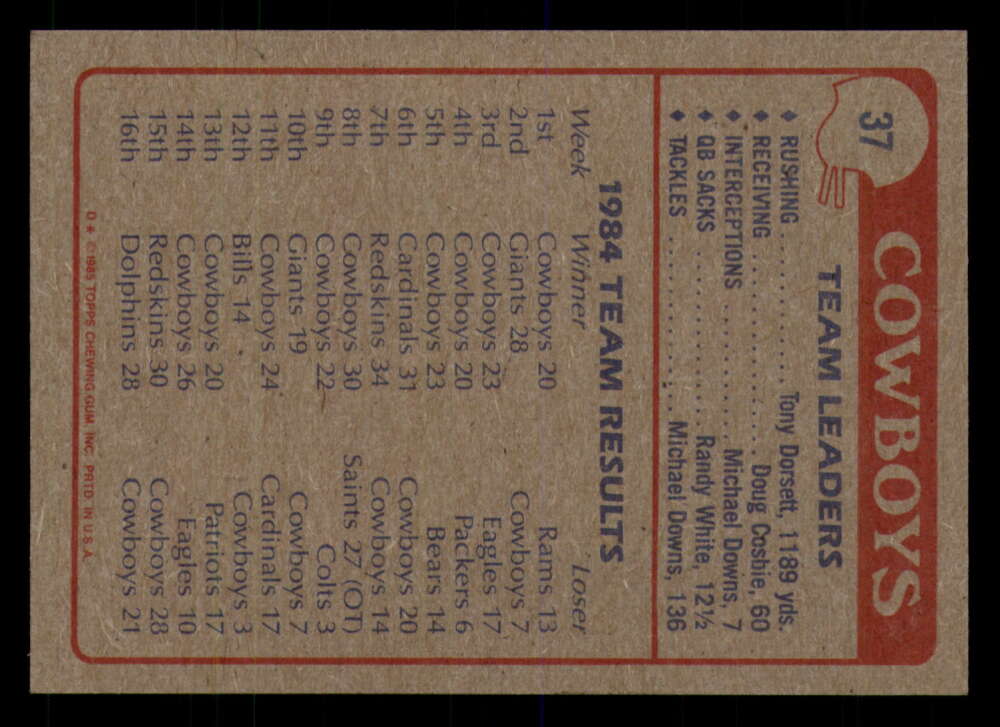 37
COWBOYS
TEAM LEADERS
♦ RUSHING .......... Tony Dorsett, 1189 yds.
♦ RECEIVING .......... Doug Cosbie, 60
♦ INTERCEPTIONS .......... Michael Downs, 7
♦ QB SACKS .......... Randy White, 12½
♦ TACKLES .......... Michael Downs, 136
1984 TEAM RESULTS
Week Winner Loser
1st Cowboys 20 Rams 13
2nd Giants 28 Cowboys 7
3rd Cowboys 23 Eagles 17
4th Cowboys 20 Packers 6
5th Cowboys 23 Bears 14
6th Cardinals 31 Cowboys 20
7th Redskins 34 Cowboys 14
8th Cowboys 30 Saints 27 (OT)
9th Cowboys 22 Colts 3
10th Giants 19 Cowboys 7
11th Cowboys 24 Cardinals 17
12th Bills 14 Cowboys 3
13th Cowboys 20 Patriots 17
14th Cowboys 26 Eagles 10
15th Redskins 30 Cowboys 28
16th Dolphins 28 Cowboys 21
D * © 1985 TOPPS CHEWING GUM, INC. PRTD. IN U.S.A.